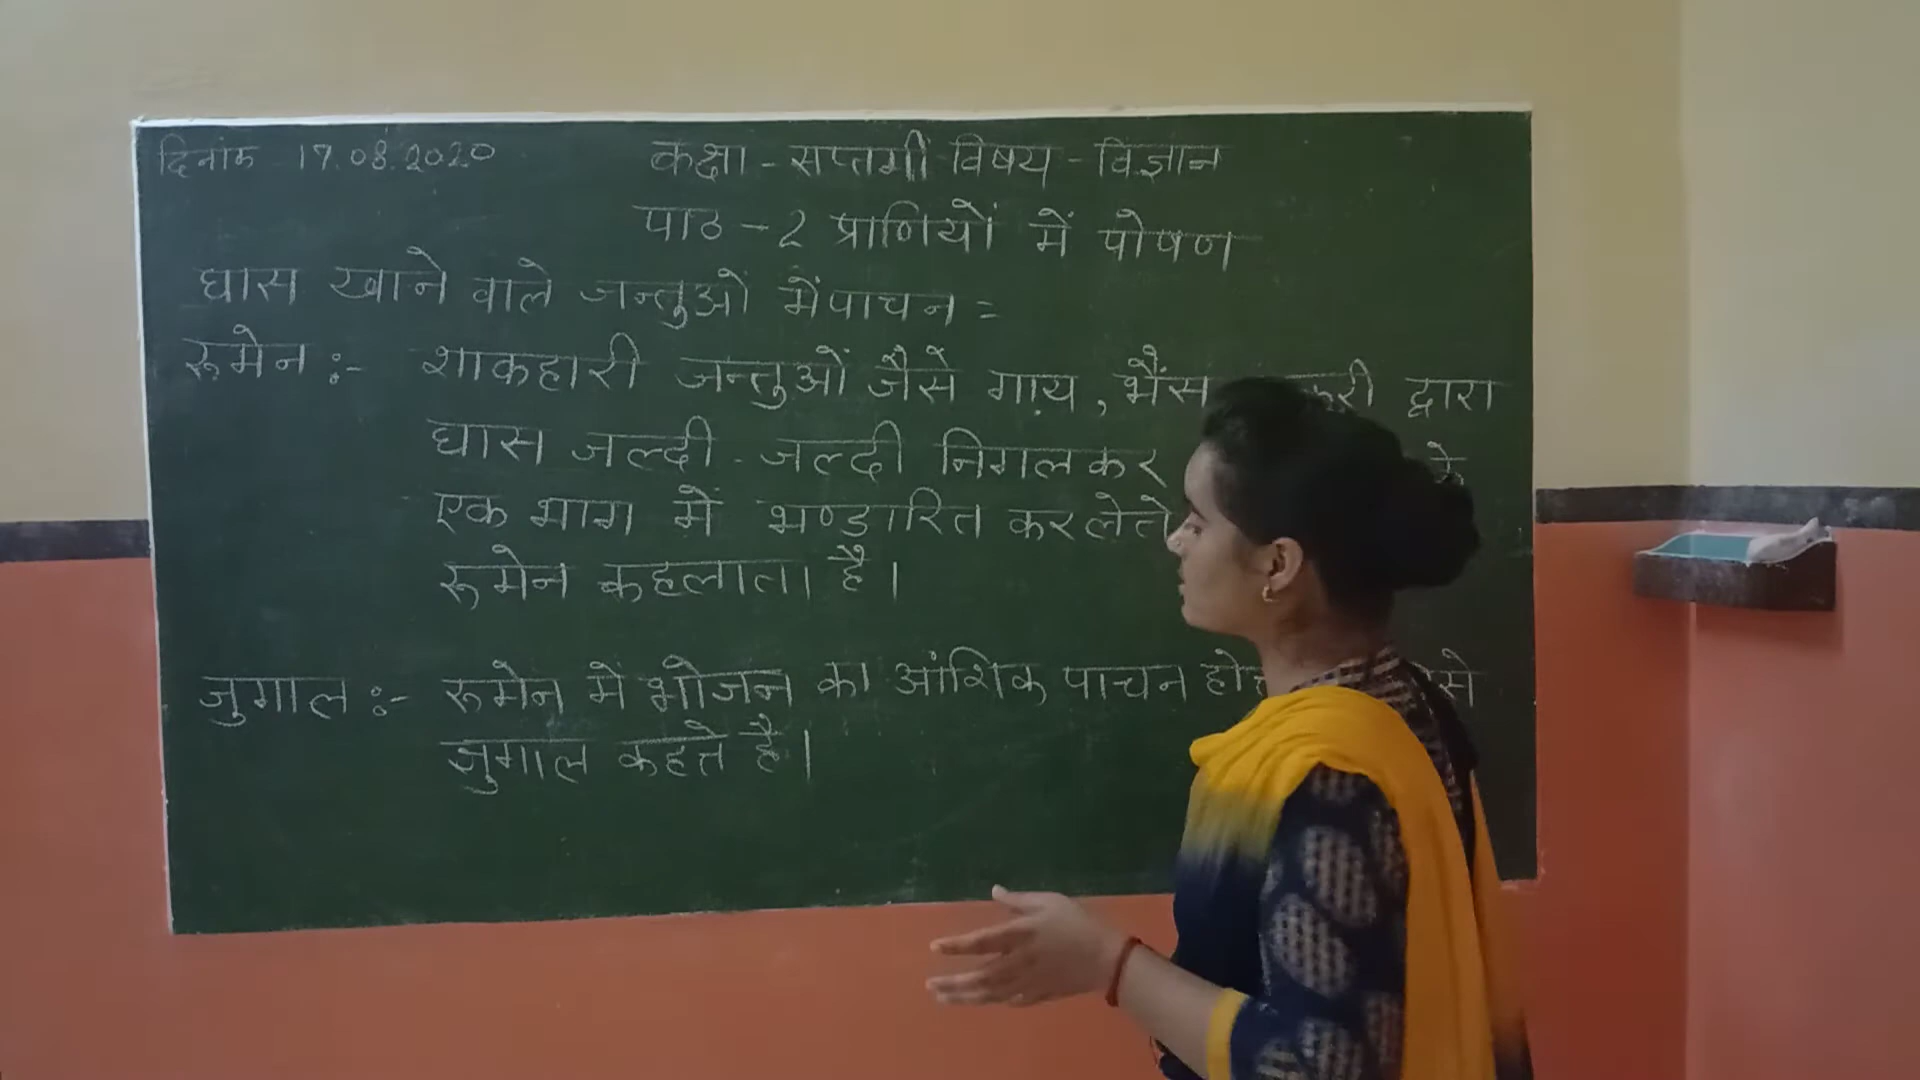 दिनांक 17.08.2020
कक्षा - सप्तमी विषय - विज्ञान
पाठ - 2 प्राणियों में पोषण
घास खाने वाले जन्तुओं में पाचन =
रूमेन :- शाकहारी जन्तुओं जैसे गाय, भैंस द्वारा
घास जल्दी - जल्दी निगलकर के
एक भाग में भण्डारित कर लेते
रूमेन कहलाता है।
जुगाल :- रूमेन में भोजन का आंशिक पाचन
जुगाल कहते है।